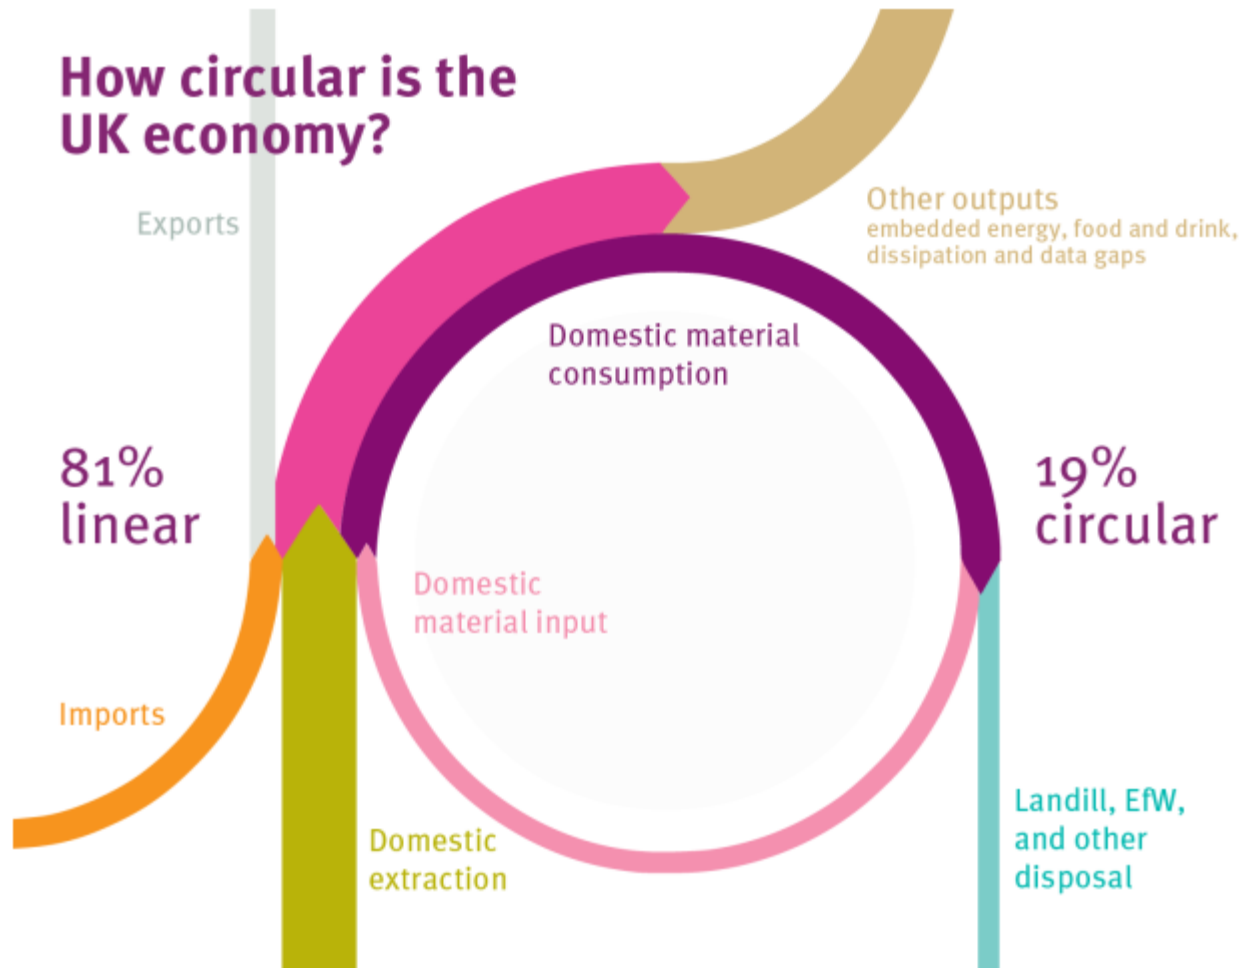 How circular is the
UK economy?
Exports
Other outputs
embedded energy, food and drink,
dissipation and data gaps
Domestic material
consumption
81%
linear
19%
circular
Domestic
material input
Imports
Landill, EfW,
and other
disposal
Domestic
extraction